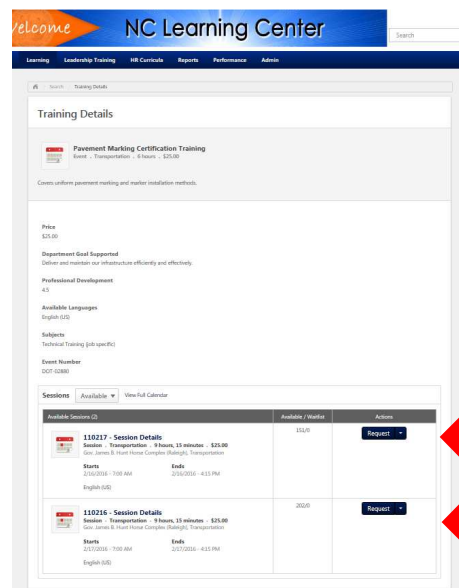 Welcome
NC Learning Center
Search
Learning Leadership Training HR Curricula Reports Performance Admin
Search Training Details
Training Details
Pavement Marking Certification Training
Event . Transportation . 0 hours . $25.00
Covers uniform pavement marking and marker installation methods.
Price
$25.00
Department Goal Supported
Deliver and maintain our infrastructure efficiently and effectively.
Professional Development
4.5
Available Languages
English (US)
Subjects
Technical Training (job specific)
Event Number
DOT-02880
Sessions Available View Full Calendar
Available Sessions (2) Available / Waitlist Actions
110217 - Session Details 151/0 Request
Session . Transportation . 9 hours, 15 minutes . $25.00
Gov. James B. Hunt Horse Complex (Raleigh), Transportation
Starts Ends
2/16/2016 - 7:00 AM 2/16/2016 - 4:15 PM
English (US)
110216 - Session Details 202/0 Request
Session . Transportation . 9 hours, 15 minutes . $25.00
Gov. James B. Hunt Horse Complex (Raleigh), Transportation
Starts Ends
2/17/2016 - 7:00 AM 2/17/2016 - 4:15 PM
English (US)